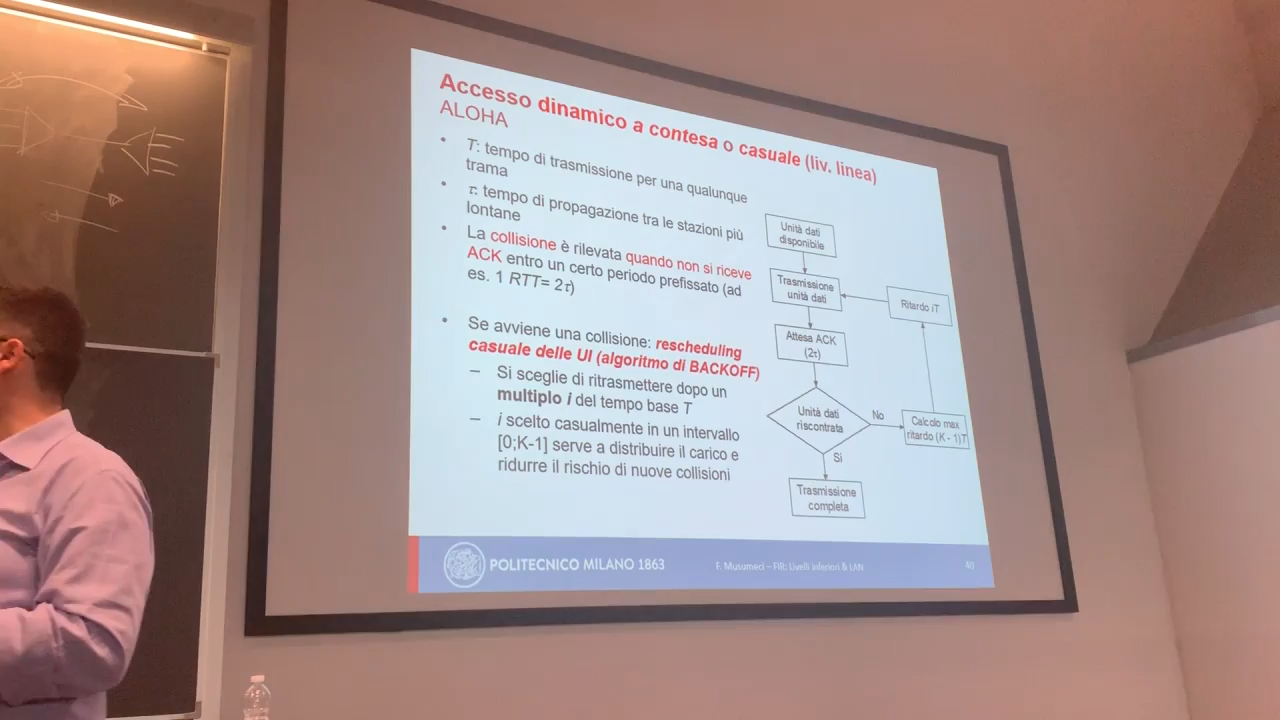 Accesso dinamico a contesa o casuale (liv. linea)
ALOHA
• T: tempo di trasmissione per una qualunque
trama
• τ: tempo di propagazione tra le stazioni più
lontane
• La collisione è rilevata quando non si riceve
ACK entro un certo periodo prefissato (ad
es. 1 RTT= 2τ)
• Se avviene una collisione: rescheduling
casuale delle UI (algoritmo di BACKOFF)
– Si sceglie di ritrasmettere dopo un
multiplo i del tempo base T
– i scelto casualmente in un intervallo
[0;K-1] serve a distribuire il carico e
ridurre il rischio di nuove collisioni
Unità dati
disponibile
Trasmissione
unità dati
Ritardo iT
Attesa ACK
(2τ)
Unità dati
riscontrata
No
Calcolo max
ritardo (K - 1)T
Sì
Trasmissione
completa
POLITECNICO MILANO 1863
F. Musumeci – FIR: Livelli inferiori & LAN
40